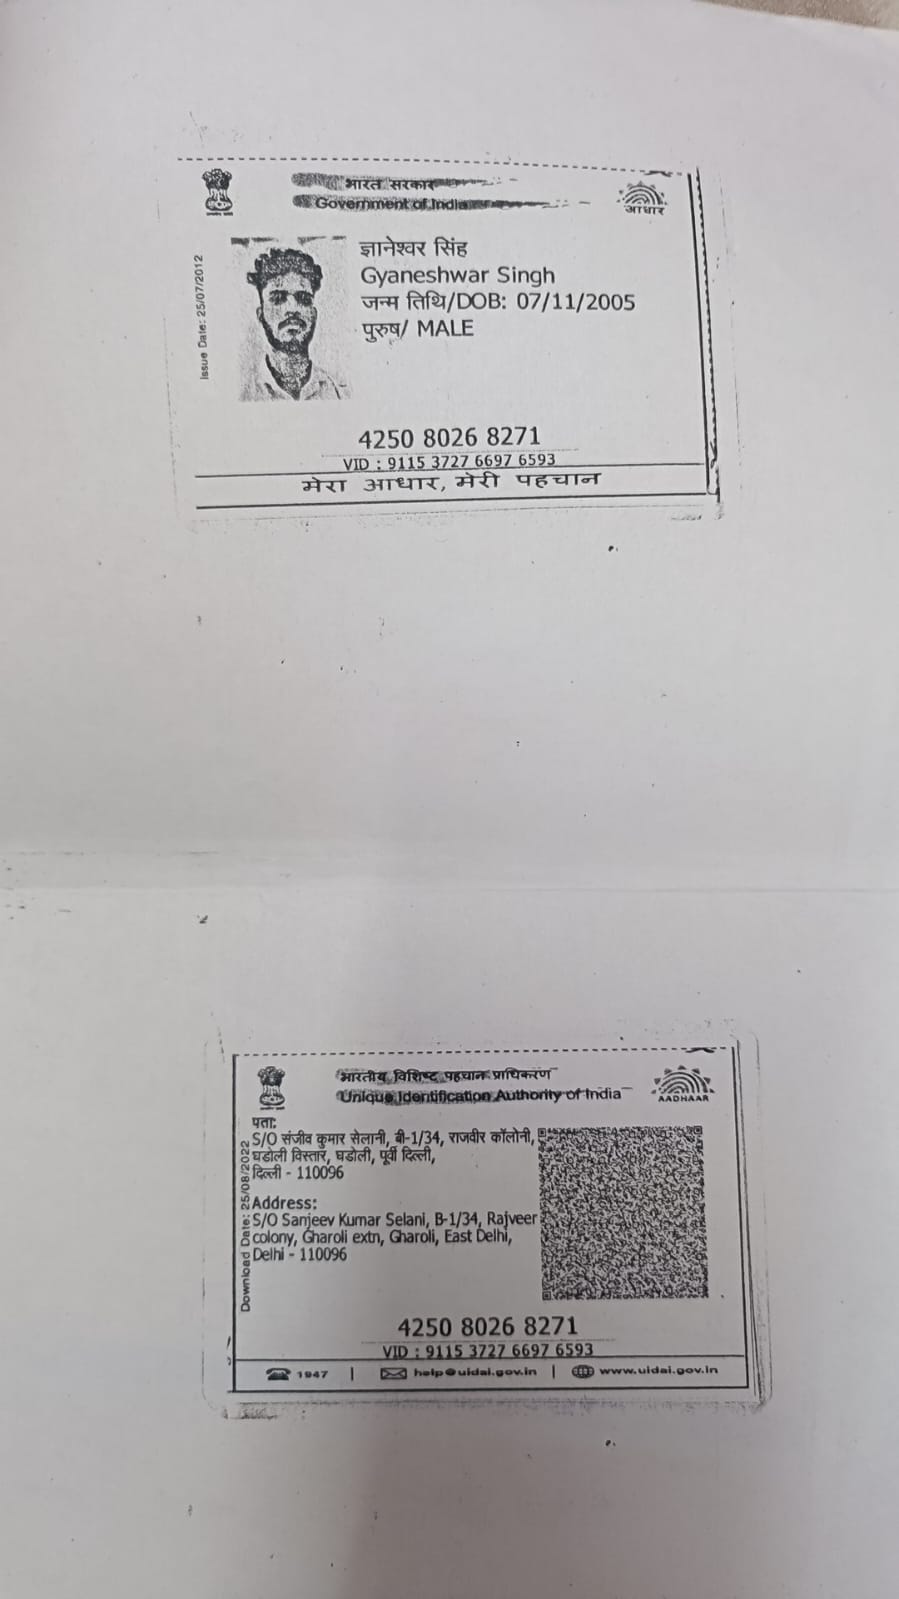 भारत सरकार
Government of India
आधार
Issue Date: 25/07/2012
ज्ञानेश्वर सिंह
Gyaneshwar Singh
जन्म तिथि/DOB: 07/11/2005
पुरुष/ MALE
4250 8026 8271
VID : 9115 3727 6697 6593
मेरा आधार, मेरी पहचान
भारतीय विशिष्ट पहचान प्राधिकरण
Unique Identification Authority of India
AADHAAR
Download Date: 25/08/2022
पता:
S/O संजीव कुमार सेलानी, बी-1/34, राजवीर कॉलोनी,
घडोली विस्तार, घडोली, पूर्वी दिल्ली,
दिल्ली - 110096
Address:
S/O Sanjeev Kumar Selani, B-1/34, Rajveer
colony, Gharoli extn, Gharoli, East Delhi,
Delhi - 110096
4250 8026 8271
VID : 9115 3727 6697 6593
1947 | help@uidai.gov.in | www.uidai.gov.in